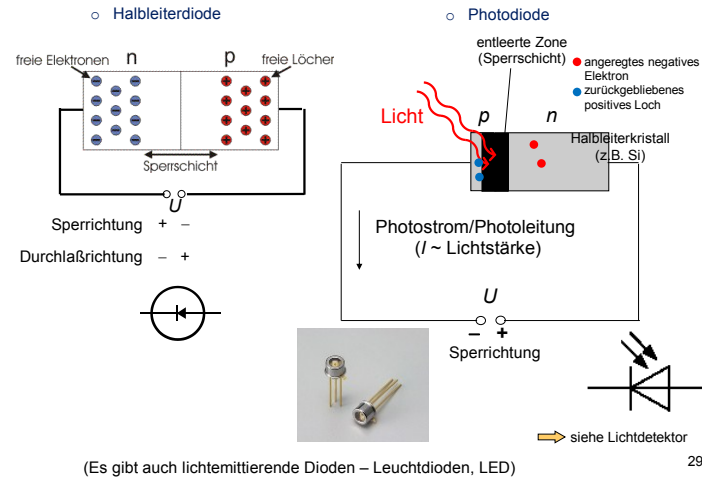 ○ Halbleiterdiode
freie Elektronen n p freie Löcher
Sperrschicht
U
Sperrichtung + –
Durchlaßrichtung – +
○ Photodiode
entleerte Zone
(Sperrschicht)
● angeregtes negatives
Elektron
● zurückgebliebenes
positives Loch
Licht
p n
Halbleiterkristall
(z.B. Si)
Photostrom/Photoleitung
(I ~ Lichtstärke)
U
– +
Sperrichtung
siehe Lichtdetektor
(Es gibt auch lichtemittierende Dioden – Leuchtdioden, LED)
29